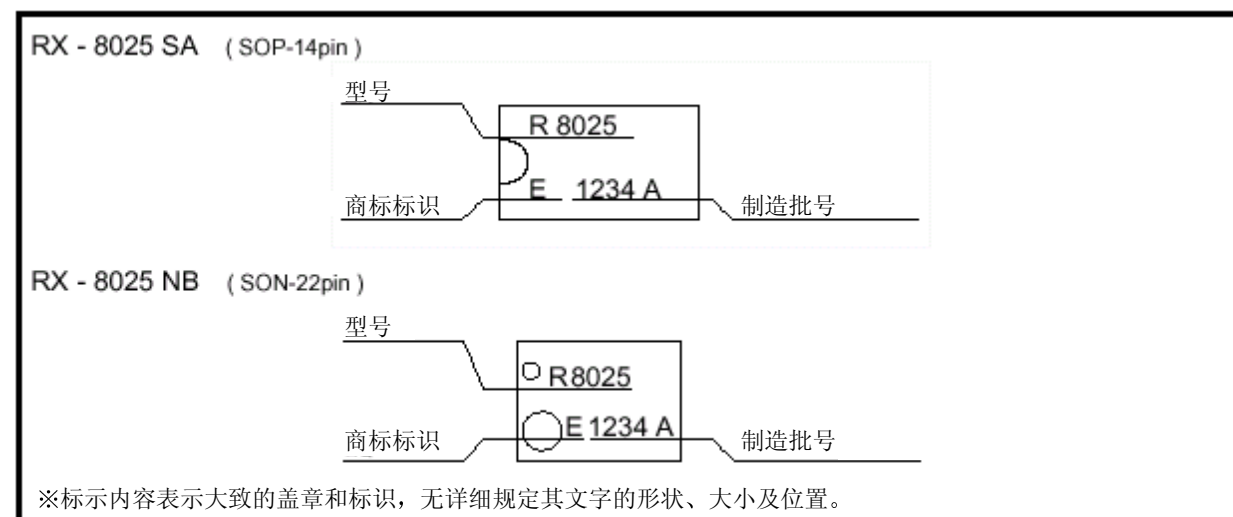 RX - 8025 SA ( SOP-14pin )
型号
R 8025
商标标识
E 1234 A
制造批号
RX - 8025 NB ( SON-22pin )
型号
R8025
商标标识
E 1234 A
制造批号
※标示内容表示大致的盖章和标识，无详细规定其文字的形状、大小及位置。